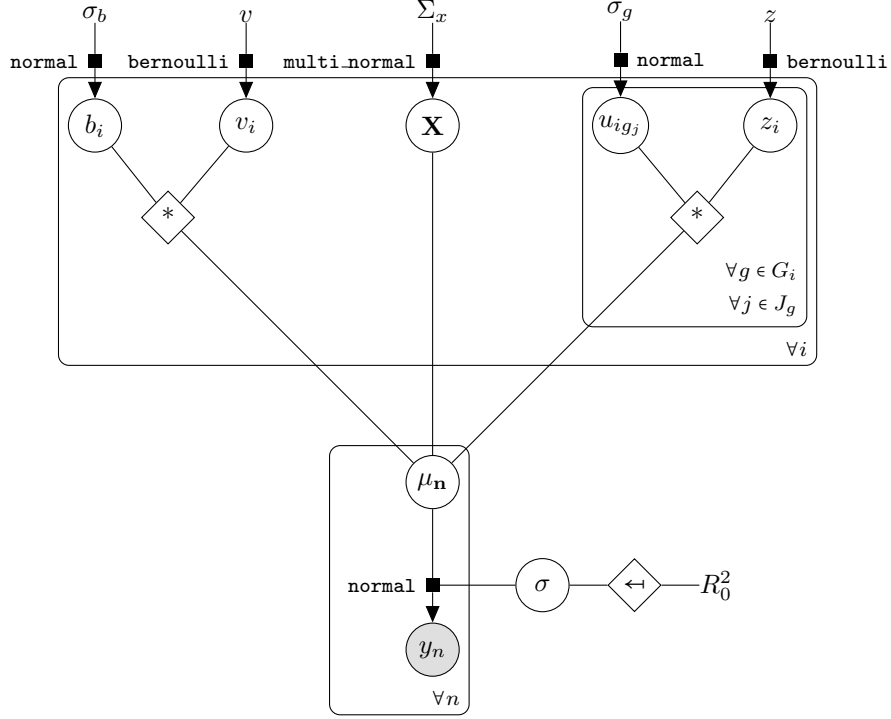 σ_b v Σ_x σ_g z
normal bernoulli multi_normal normal bernoulli
b_i v_i X u_{ig_j} z_i
* *
∀g ∈ G_i
∀j ∈ J_g
∀i
μ_n
normal σ ↤ R_0^2
y_n
∀n